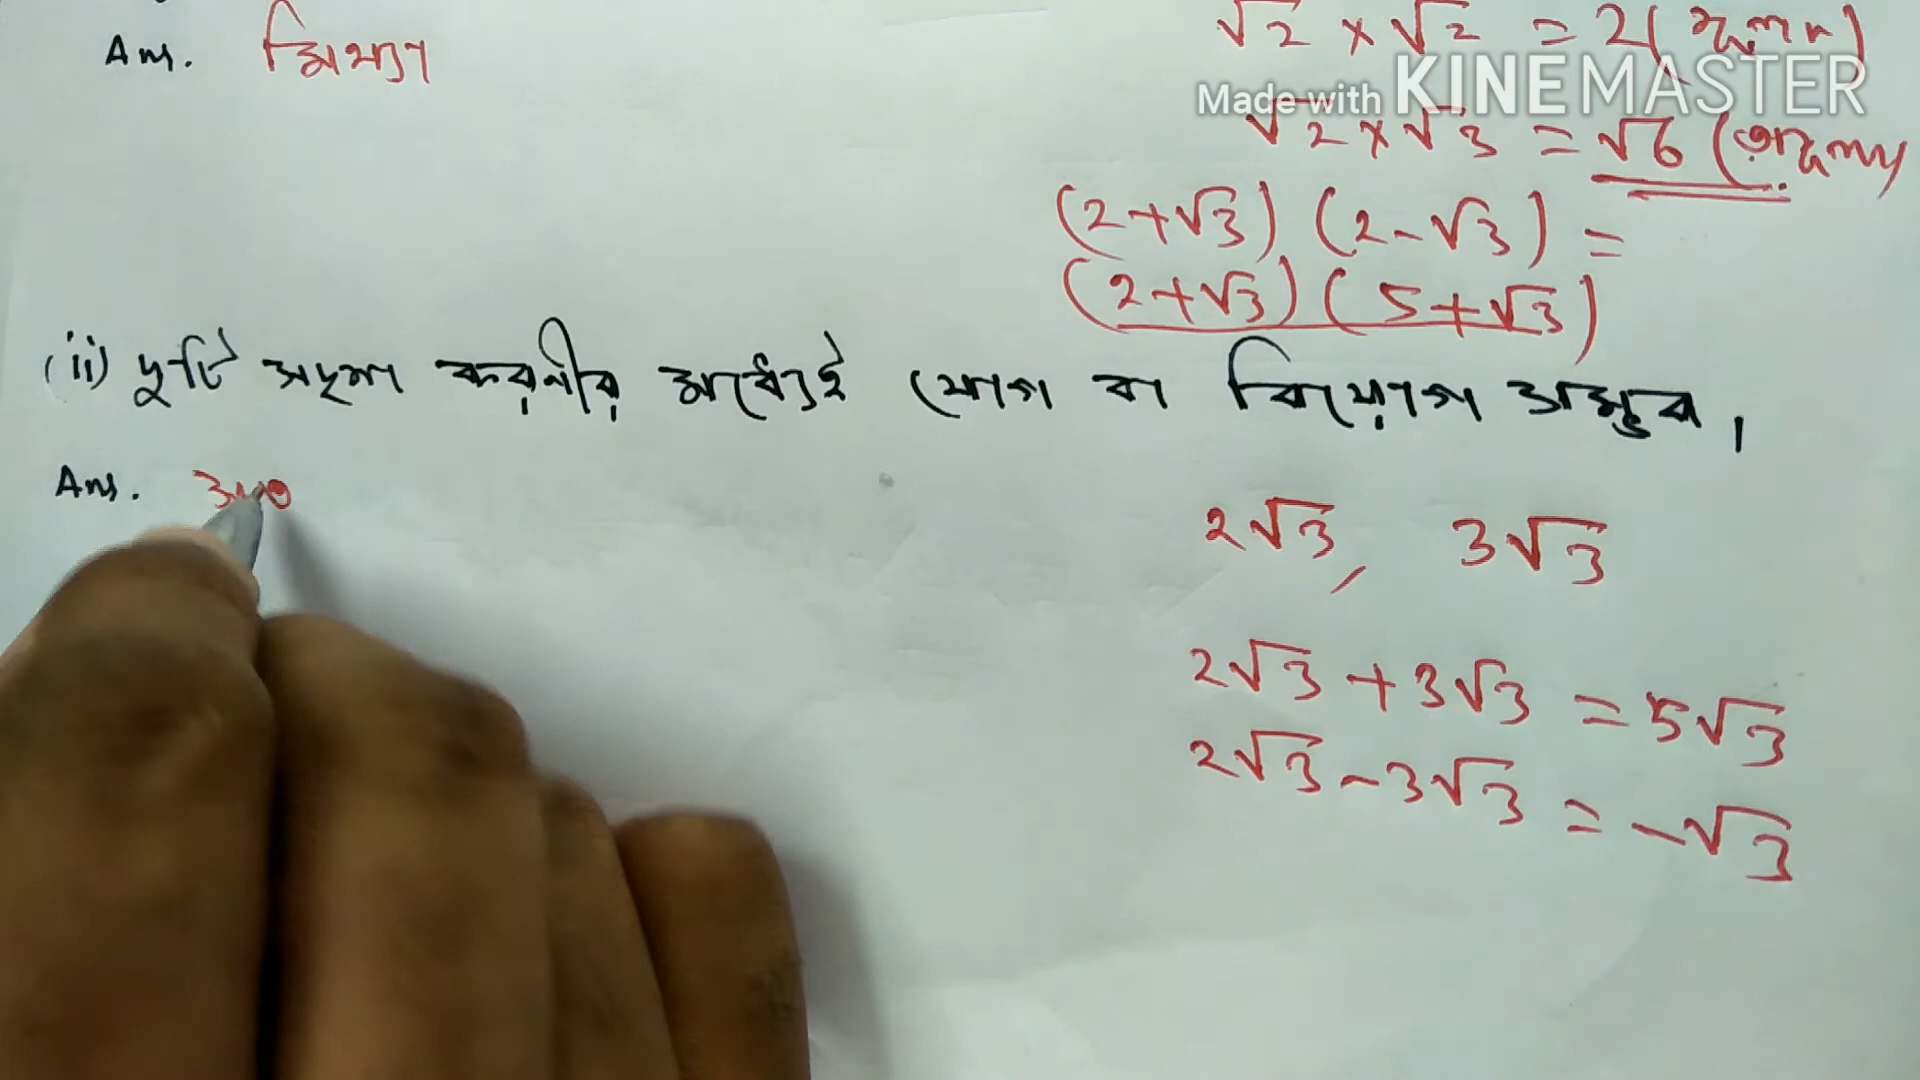 Ans. মিথ্যা
√2 × √2 = 2 (মূলদ)
Made with KINEMASTER
√2 × √3 = √6 (অমূলদ)
(2+√3) (2-√3) =
(2+√3) (5+√3)
(ii) দুটি সদৃশ করণীর মধ্যেই যোগ বা বিয়োগ সম্ভব।
Ans.
2√3, 3√3
2√3 + 3√3 = 5√3
2√3 - 3√3 = -√3